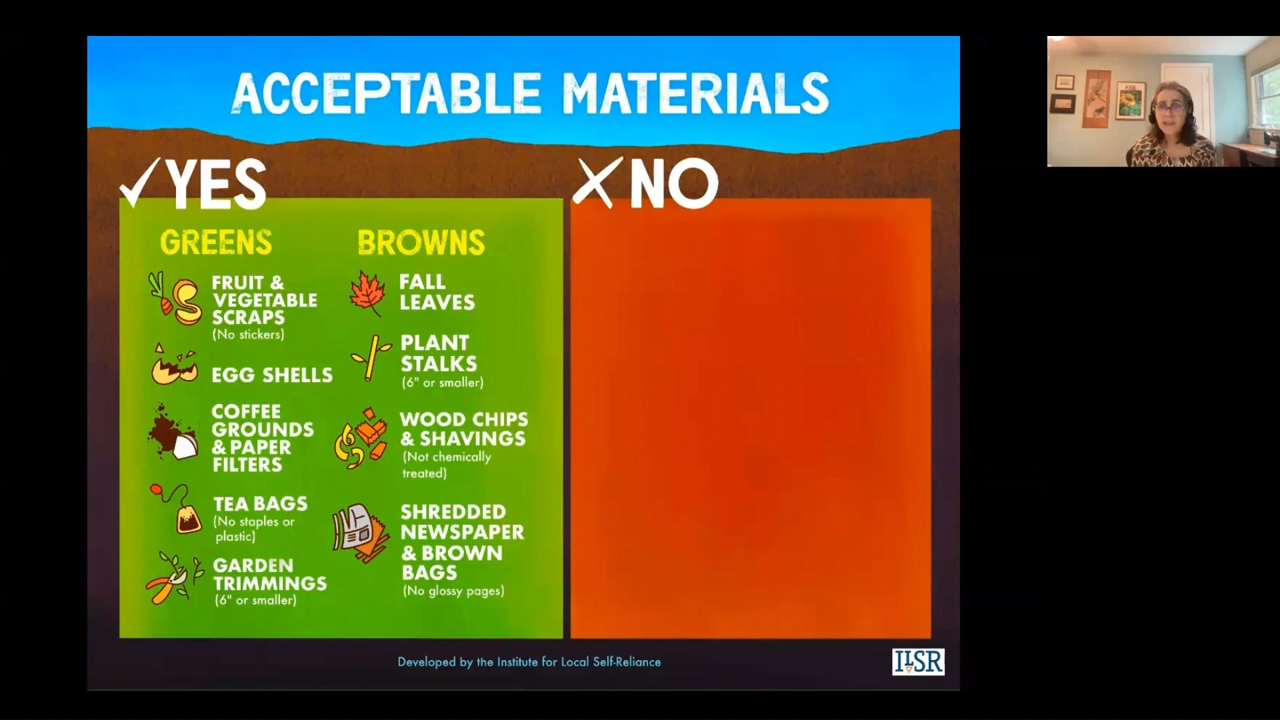 ACCEPTABLE MATERIALS
YES
NO
GREENS
FRUIT &
VEGETABLE
SCRAPS
(No stickers)
EGG SHELLS
COFFEE
GROUNDS
& PAPER
FILTERS
TEA BAGS
(No staples or
plastic)
GARDEN
TRIMMINGS
(6" or smaller)
BROWNS
FALL
LEAVES
PLANT
STALKS
(6" or smaller)
WOOD CHIPS
& SHAVINGS
(Not chemically
treated)
SHREDDED
NEWSPAPER
& BROWN
BAGS
(No glossy pages)
Developed by the Institute for Local Self-Reliance
ILSR